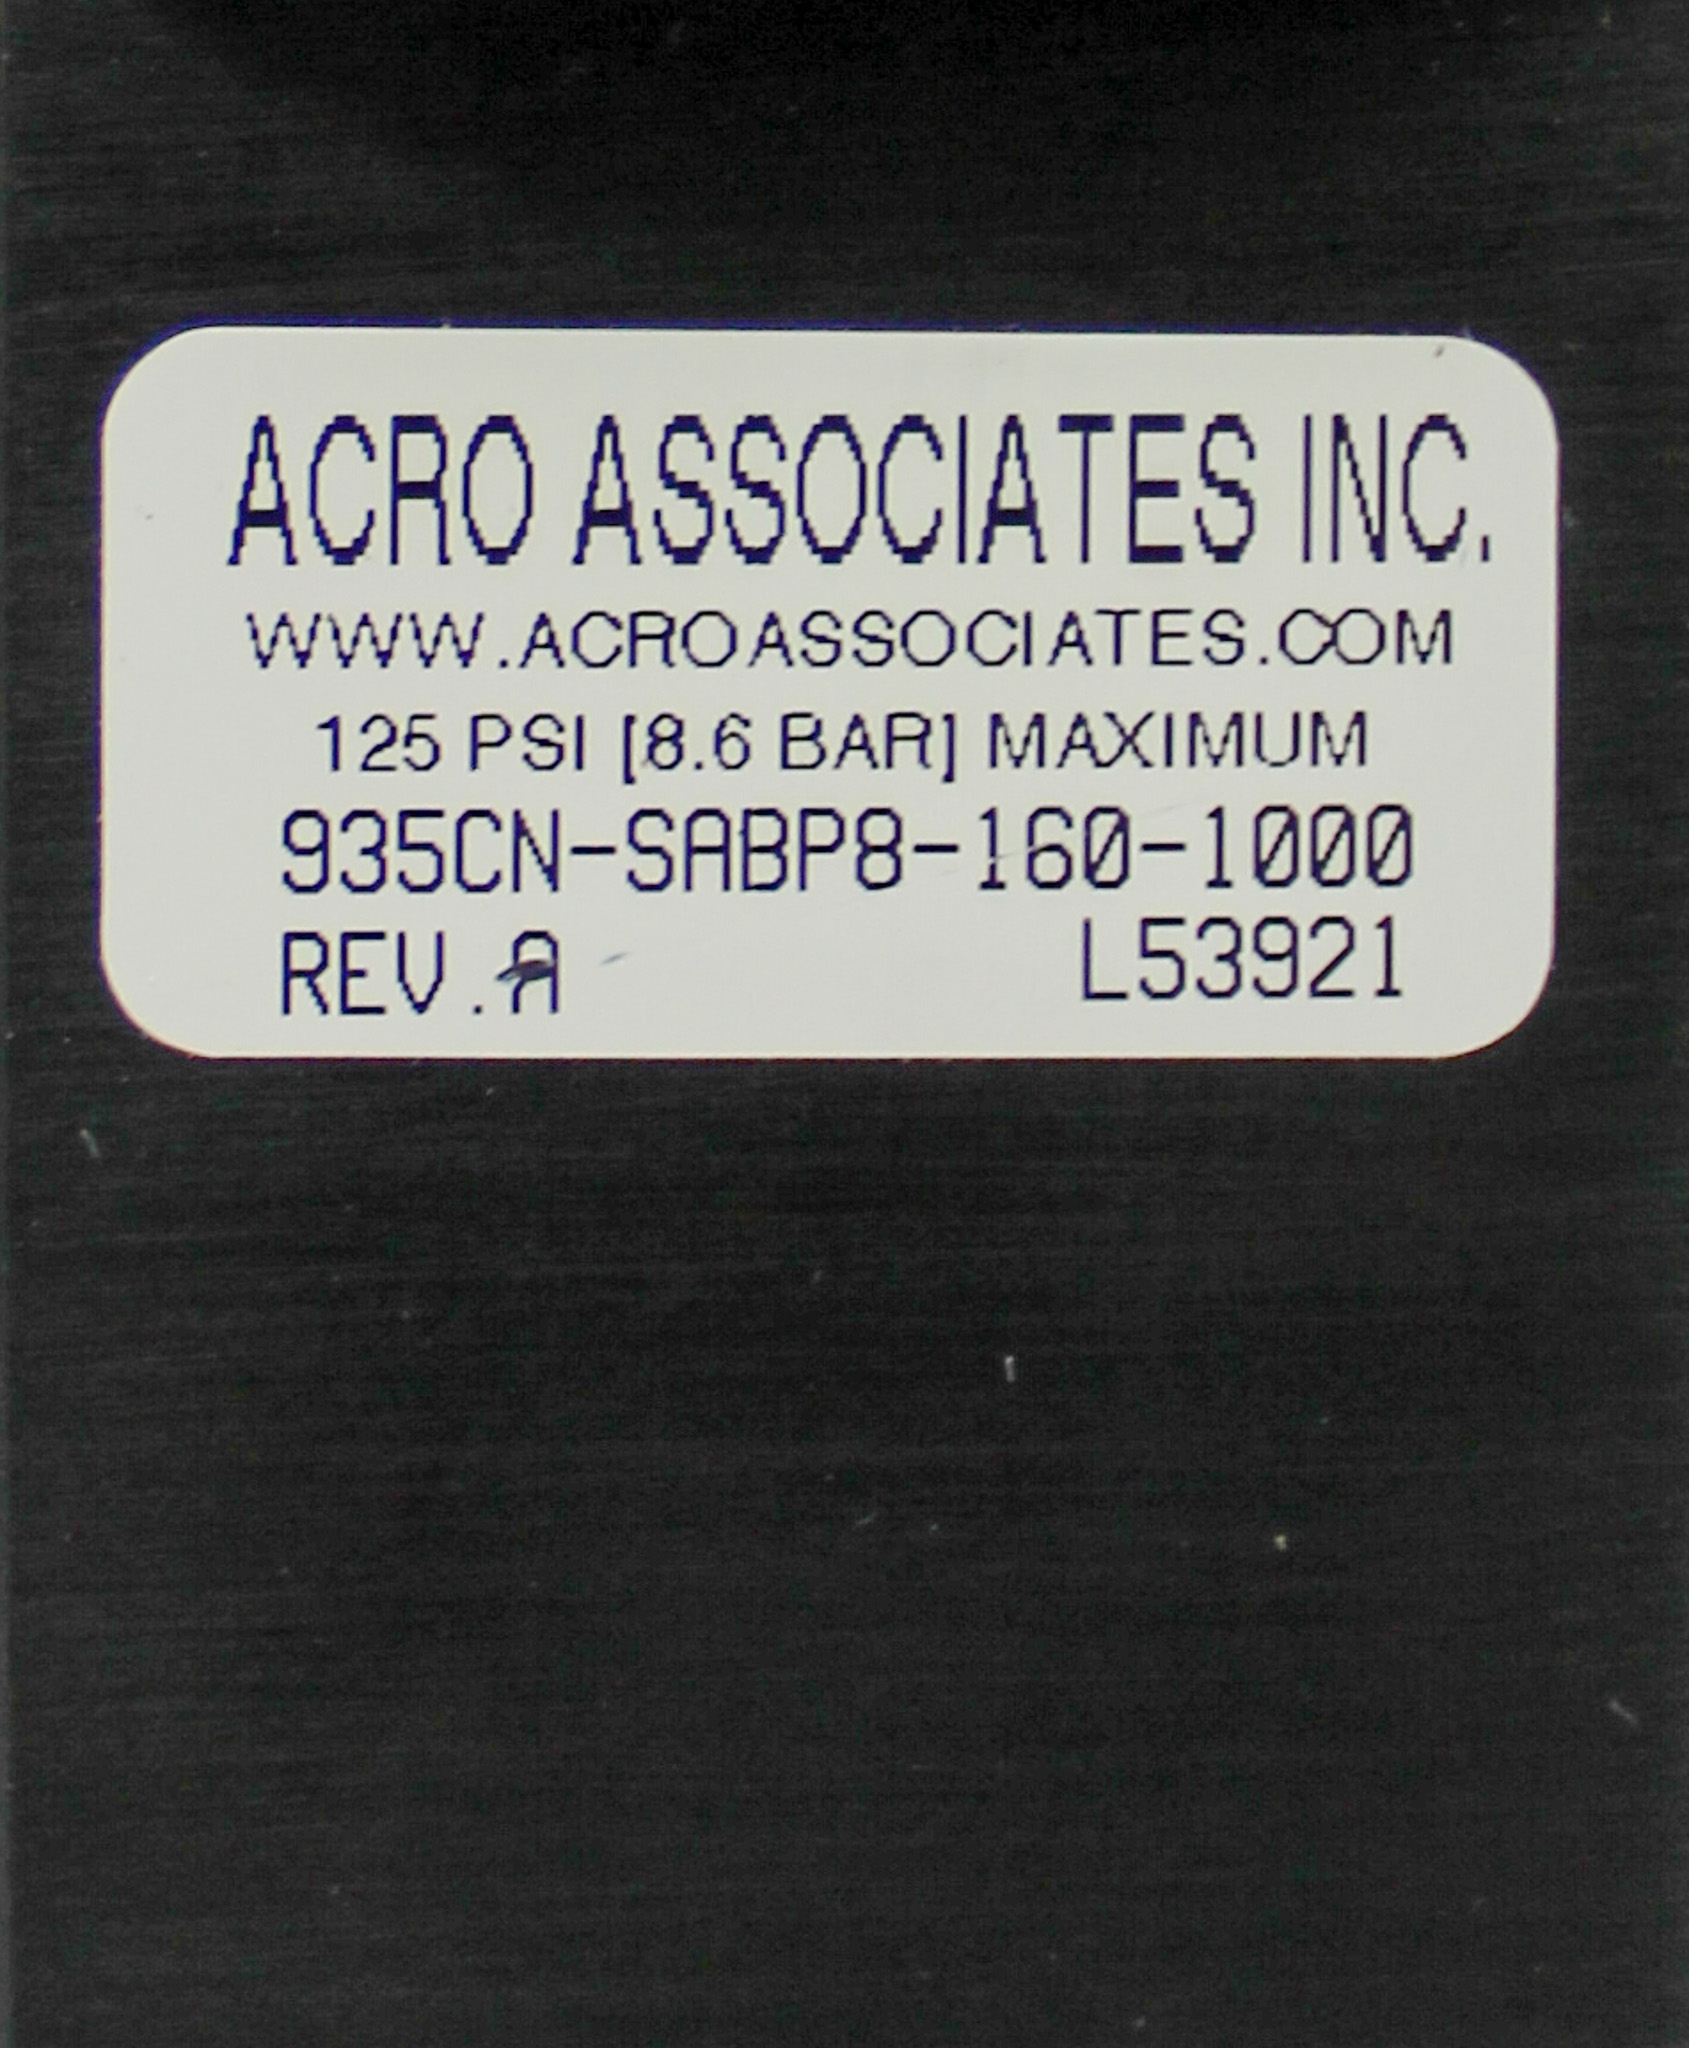 ACRO ASSOCIATES INC.
WWW.ACROASSOCIATES.COM
125 PSI [8.6 BAR] MAXIMUM
935CN-SABP8-160-1000
REV.A L53921